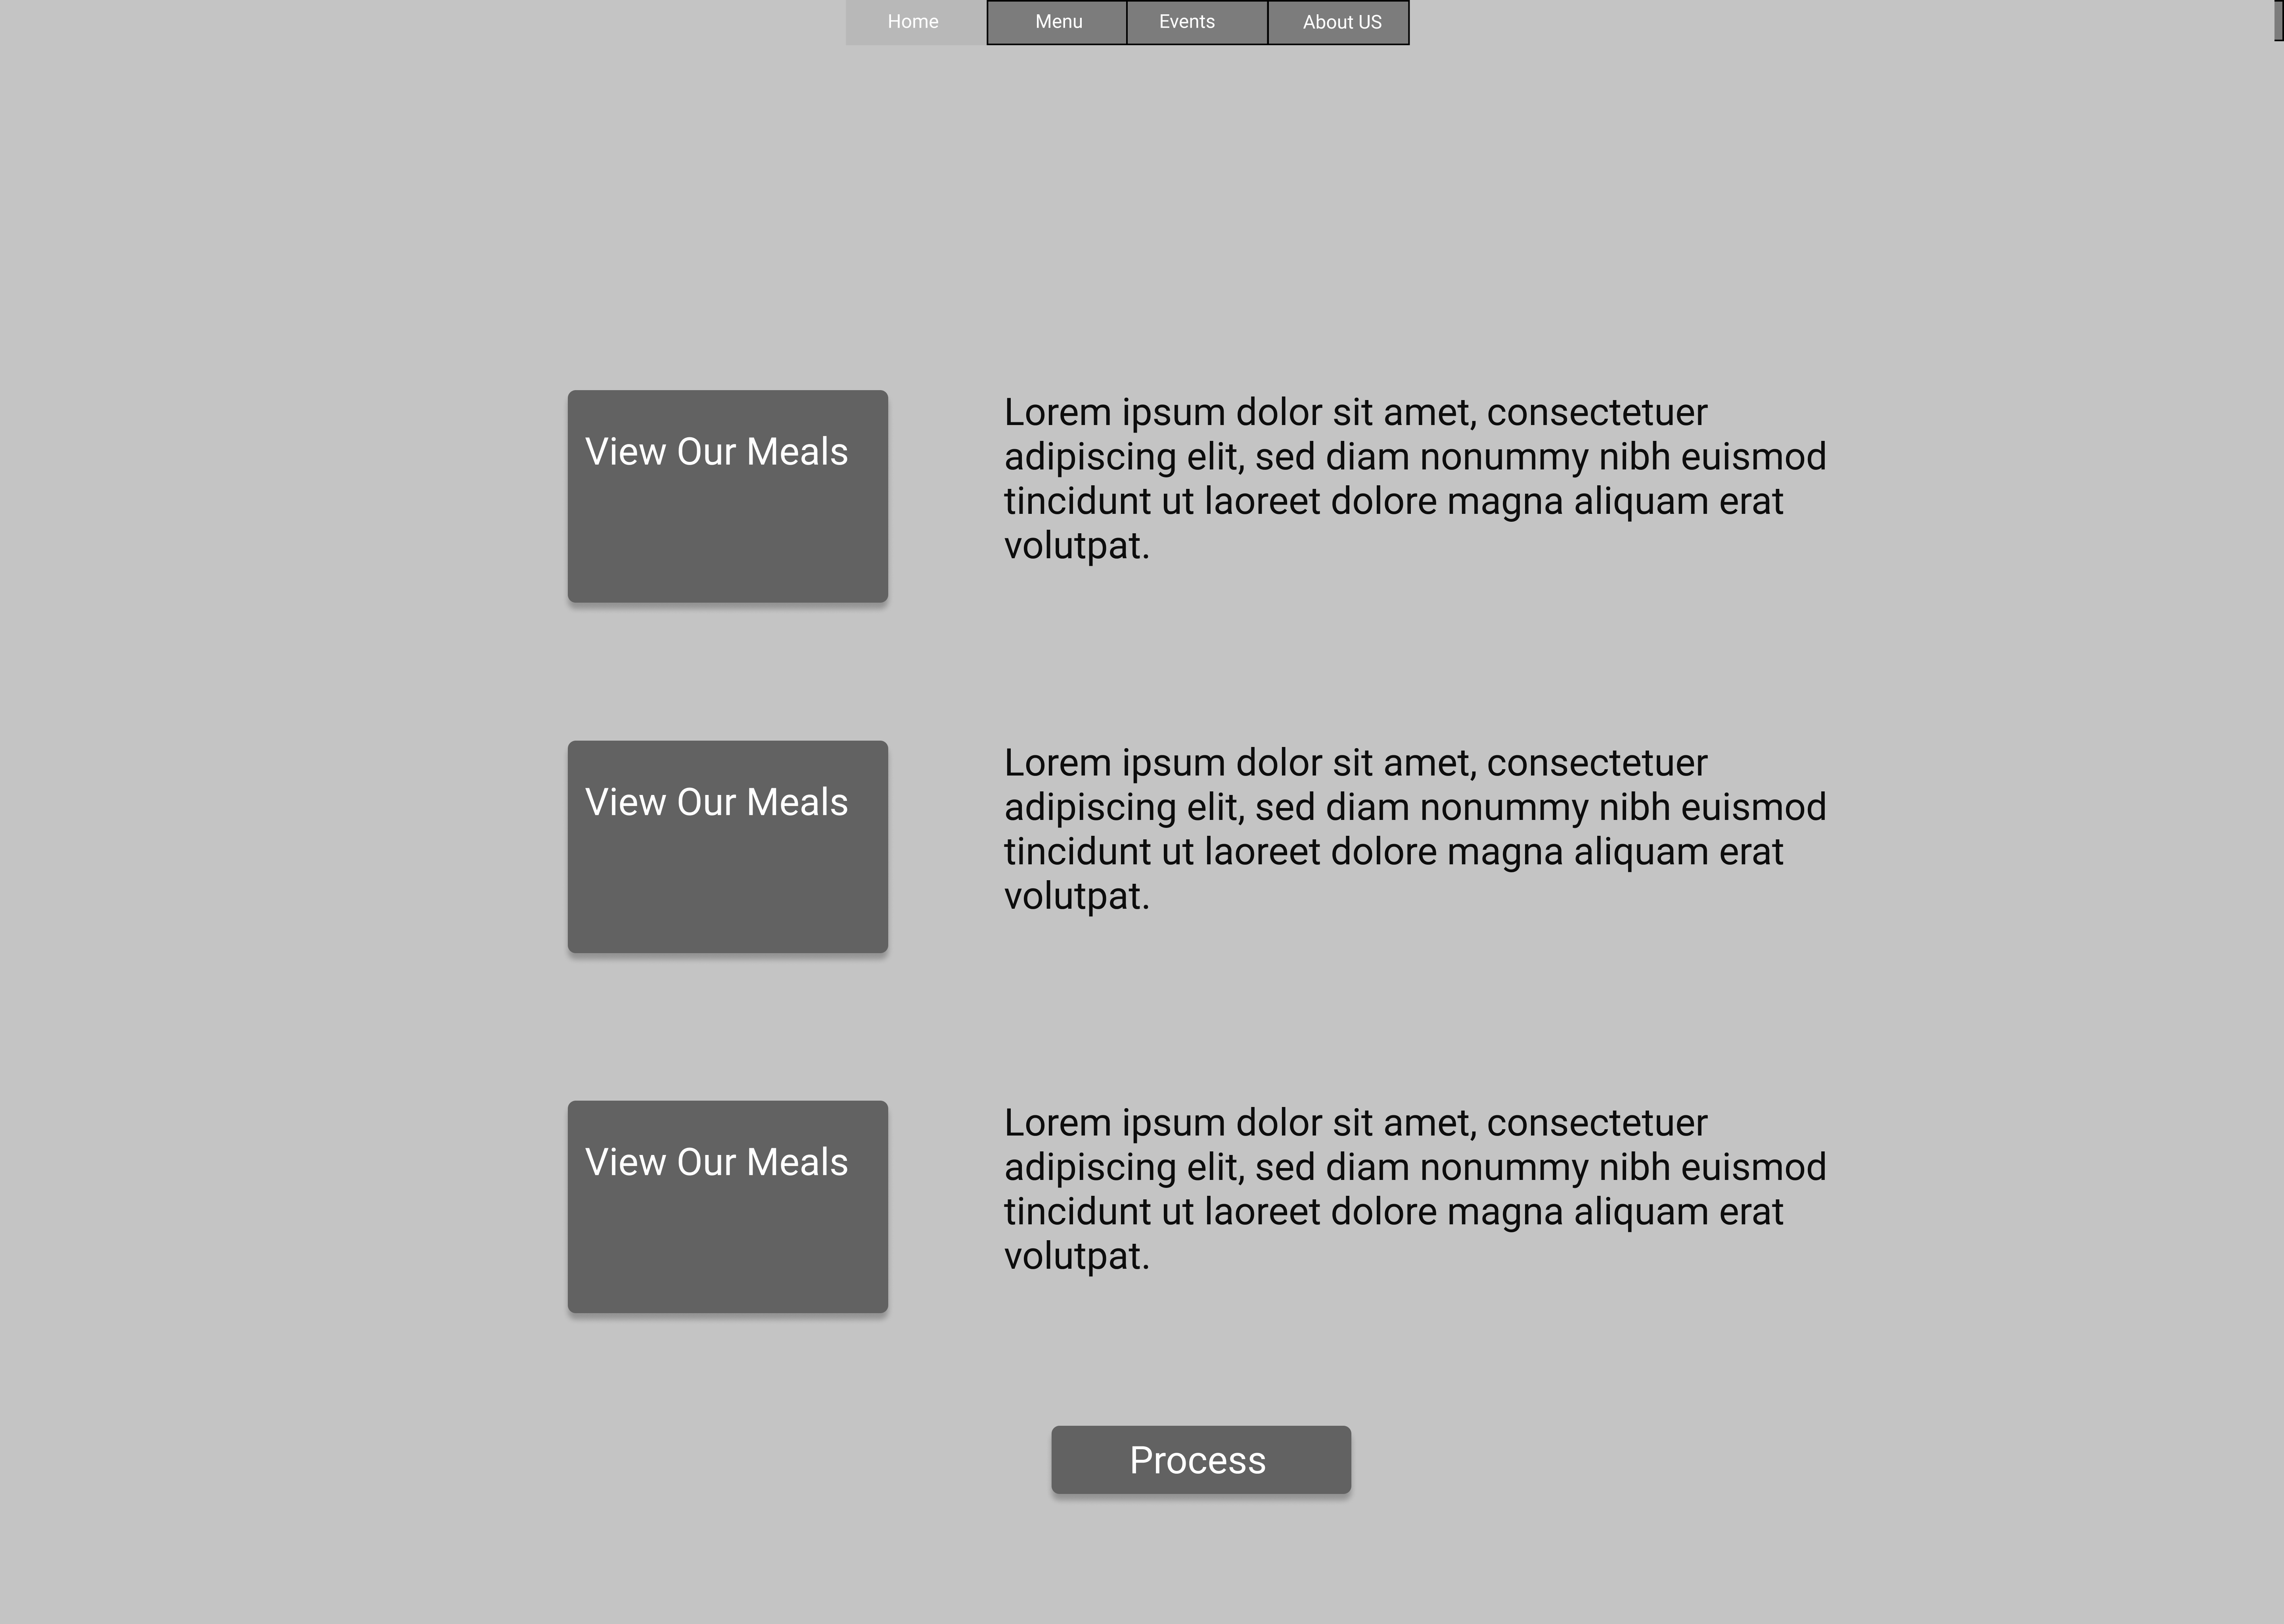 Home Menu Events About US
View Our Meals
Lorem ipsum dolor sit amet, consectetuer
adipiscing elit, sed diam nonummy nibh euismod
tincidunt ut laoreet dolore magna aliquam erat
volutpat.
View Our Meals
Lorem ipsum dolor sit amet, consectetuer
adipiscing elit, sed diam nonummy nibh euismod
tincidunt ut laoreet dolore magna aliquam erat
volutpat.
View Our Meals
Lorem ipsum dolor sit amet, consectetuer
adipiscing elit, sed diam nonummy nibh euismod
tincidunt ut laoreet dolore magna aliquam erat
volutpat.
Process